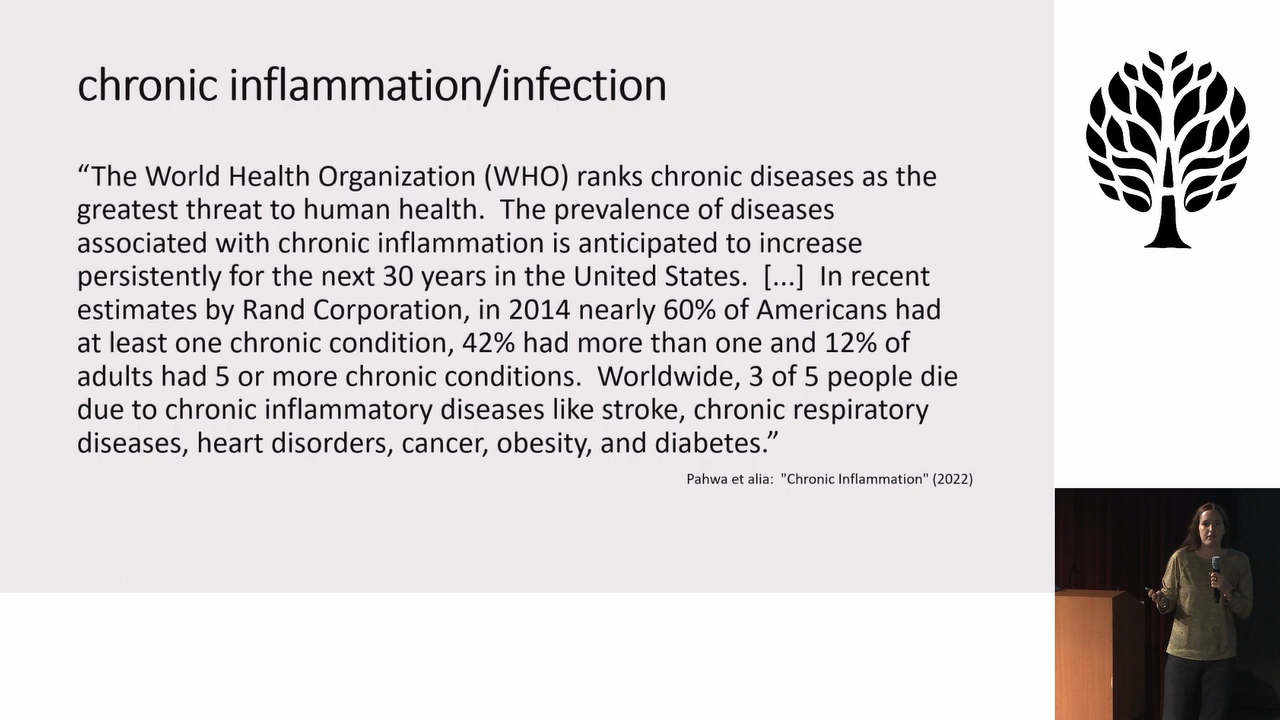 chronic inflammation/infection
“The World Health Organization (WHO) ranks chronic diseases as the
greatest threat to human health.  The prevalence of diseases
associated with chronic inflammation is anticipated to increase
persistently for the next 30 years in the United States.  [...]  In recent
estimates by Rand Corporation, in 2014 nearly 60% of Americans had
at least one chronic condition, 42% had more than one and 12% of
adults had 5 or more chronic conditions.  Worldwide, 3 of 5 people die
due to chronic inflammatory diseases like stroke, chronic respiratory
diseases, heart disorders, cancer, obesity, and diabetes.”
Pahwa et alia:  "Chronic Inflammation" (2022)